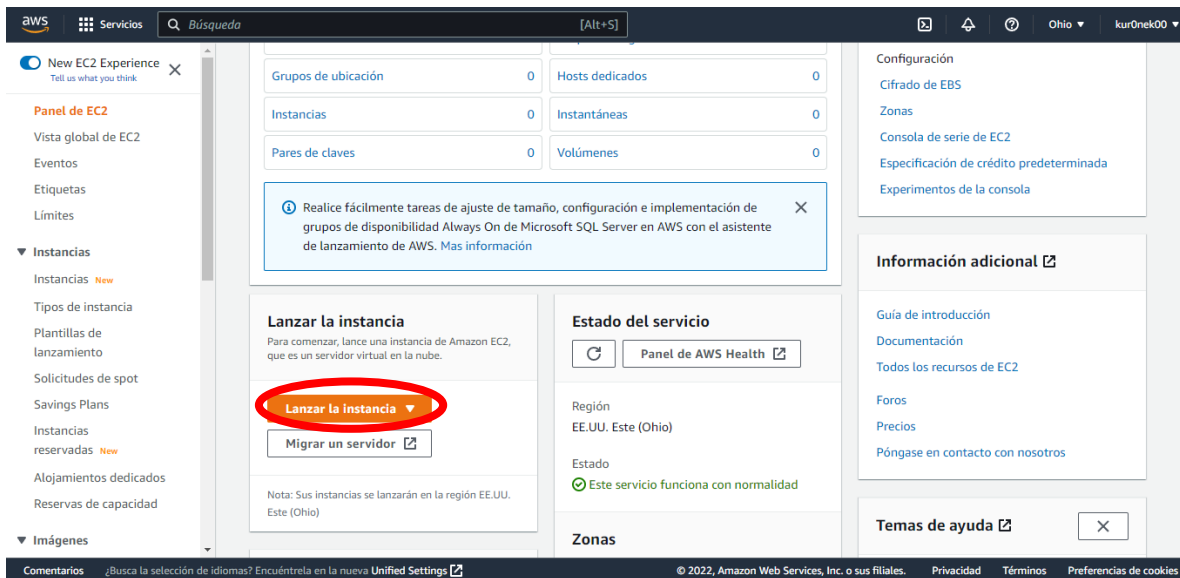 aws
Servicios
Búsqueda
[Alt+S]
Ohio ▼
kur0nek00 ▼
New EC2 Experience
Tell us what you think
Panel de EC2
Vista global de EC2
Eventos
Etiquetas
Límites
▼ Instancias
Instancias New
Tipos de instancia
Plantillas de
lanzamiento
Solicitudes de spot
Savings Plans
Instancias
reservadas New
Alojamientos dedicados
Reservas de capacidad
▼ Imágenes
Grupos de ubicación 0
Hosts dedicados 0
Instancias 0
Instantáneas 0
Pares de claves 0
Volúmenes 0
Realice fácilmente tareas de ajuste de tamaño, configuración e implementación de
grupos de disponibilidad Always On de Microsoft SQL Server en AWS con el asistente
de lanzamiento de AWS. Mas información
Lanzar la instancia
Para comenzar, lance una instancia de Amazon EC2,
que es un servidor virtual en la nube.
Lanzar la instancia ▼
Migrar un servidor
Nota: Sus instancias se lanzarán en la región EE.UU.
Este (Ohio)
Estado del servicio
Panel de AWS Health
Región
EE.UU. Este (Ohio)
Estado
Este servicio funciona con normalidad
Zonas
Configuración
Cifrado de EBS
Zonas
Consola de serie de EC2
Especificación de crédito predeterminada
Experimentos de la consola
Información adicional
Guía de introducción
Documentación
Todos los recursos de EC2
Foros
Precios
Póngase en contacto con nosotros
Temas de ayuda
Comentarios
¿Busca la selección de idiomas? Encuéntrela en la nueva Unified Settings
© 2022, Amazon Web Services, Inc. o sus filiales.
Privacidad
Términos
Preferencias de cookies